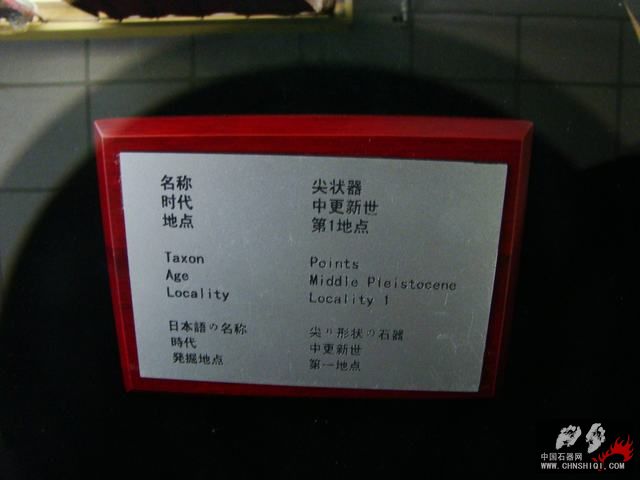 名称 尖状器
时代 中更新世
地点 第1地点
Taxon Points
Age Middle Pleistocene
Locality Locality 1
日本語の名称 尖り形状の石器
時代 中更新世
発掘地点 第一地点
中国石器网
WWW.CHNSHIQI.COM